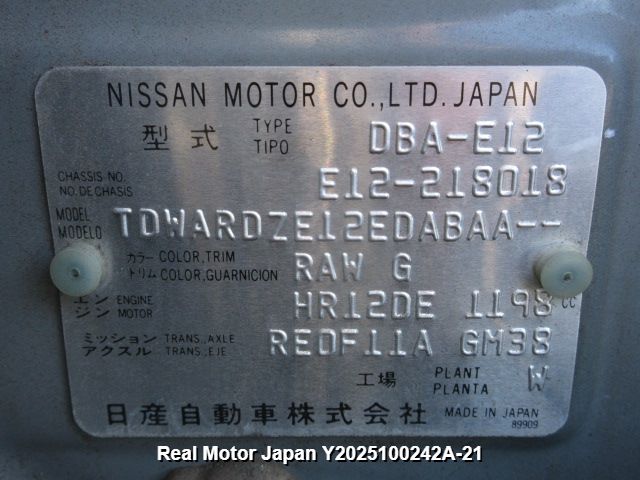 NISSAN MOTOR CO.,LTD. JAPAN
型式 TYPE TIPO DBA-E12
CHASSIS NO. NO.DE CHASIS E12-218018
MODEL MODELO TDWARDZE12EDABAA--
カラー COLOR,TRIM トリム COLOR,GUARNICION RAW G
エンジン ENGINE MOTOR HR12DE 1198 CC
ミッション TRANS.,AXLE アクスル TRANS.,EJE RE0F11A GM38
工場 PLANT PLANTA W
日産自動車株式会社 MADE IN JAPAN
89909
Real Motor Japan Y2025100242A-21